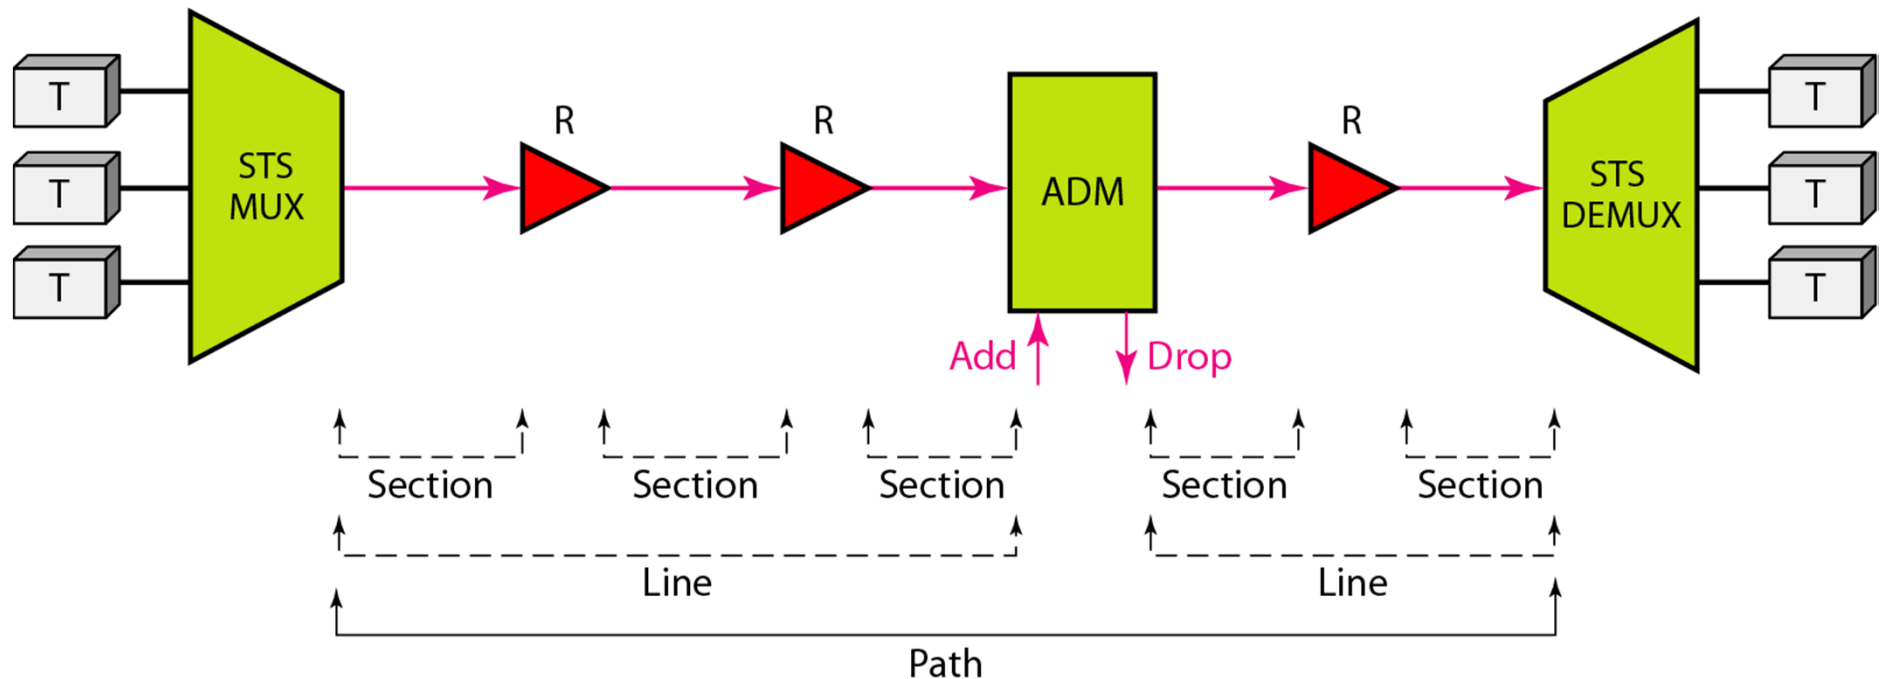 T
T
T
STS
MUX
R
R
ADM
Add
Drop
R
STS
DEMUX
T
T
T
Section
Section
Section
Section
Section
Line
Line
Path